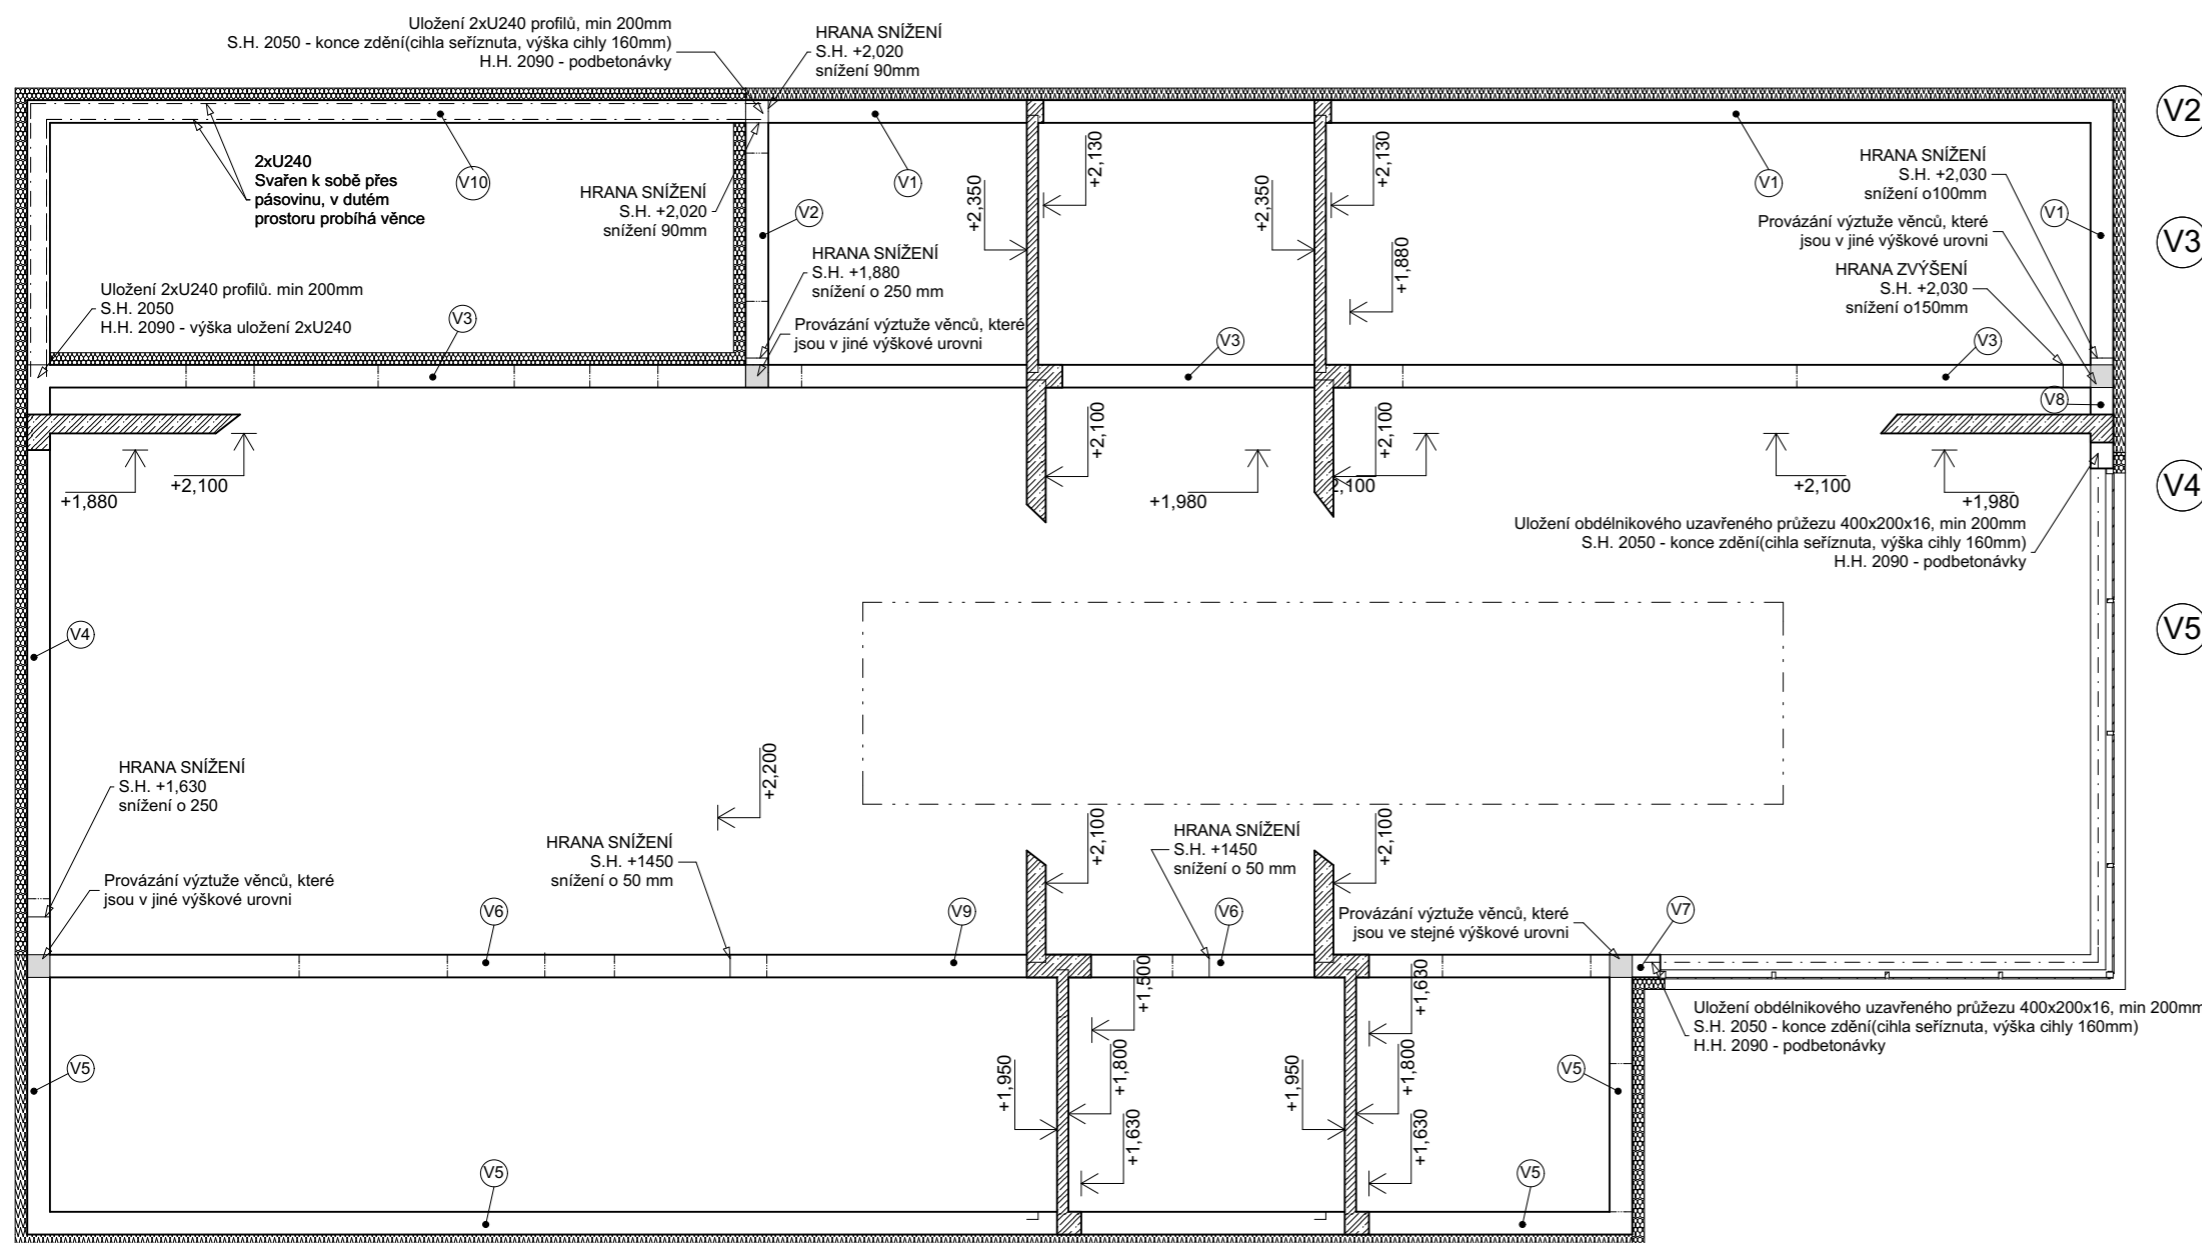 Uložení 2xU240 profilů, min 200mm
S.H. 2050 - konce zdění(cihla seříznuta, výška cihly 160mm)
H.H. 2090 - podbetonávky
HRANA SNÍŽENÍ
S.H. +2,020
snížení 90mm
V2
2xU240
Svařen k sobě přes
pásovinu, v dutém
prostoru probíhá věnce
V10
HRANA SNÍŽENÍ
S.H. +2,020
snížení 90mm
V1
V2
+2,350
+2,130
+2,350
+2,130
+1,880
V1
HRANA SNÍŽENÍ
S.H. +2,030
snížení o100mm
V1
Provázání výztuže věnců, které
jsou v jiné výškové urovni
V3
HRANA SNÍŽENÍ
S.H. +1,880
snížení o 250 mm
HRANA ZVÝŠENÍ
S.H. +2,030
snížení o150mm
Uložení 2xU240 profilů. min 200mm
S.H. 2050
H.H. 2090 - výška uložení 2xU240
V3
Provázání výztuže věnců, které
jsou v jiné výškové urovni
V3
V3
V8
+1,880
+2,100
+2,100
+1,980
+2,100
2,100
+2,100
+1,980
V4
Uložení obdélnikového uzavřeného průžezu 400x200x16, min 200mm
S.H. 2050 - konce zdění(cihla seříznuta, výška cihly 160mm)
H.H. 2090 - podbetonávky
V4
V5
HRANA SNÍŽENÍ
S.H. +1,630
snížení o 250
+2,200
HRANA SNÍŽENÍ
S.H. +1450
snížení o 50 mm
+2,100
HRANA SNÍŽENÍ
S.H. +1450
snížení o 50 mm
+2,100
Provázání výztuže věnců, které
jsou v jiné výškové urovni
V6
V9
V6
Provázání výztuže věnců, které
jsou ve stejné výškové urovni
V7
+1,500
+1,630
Uložení obdélnikového uzavřeného průžezu 400x200x16, min 200mm
S.H. 2050 - konce zdění(cihla seříznuta, výška cihly 160mm)
H.H. 2090 - podbetonávky
V5
+1,950
+1,800
+1,630
+1,950
+1,800
+1,630
V5
V5
V5